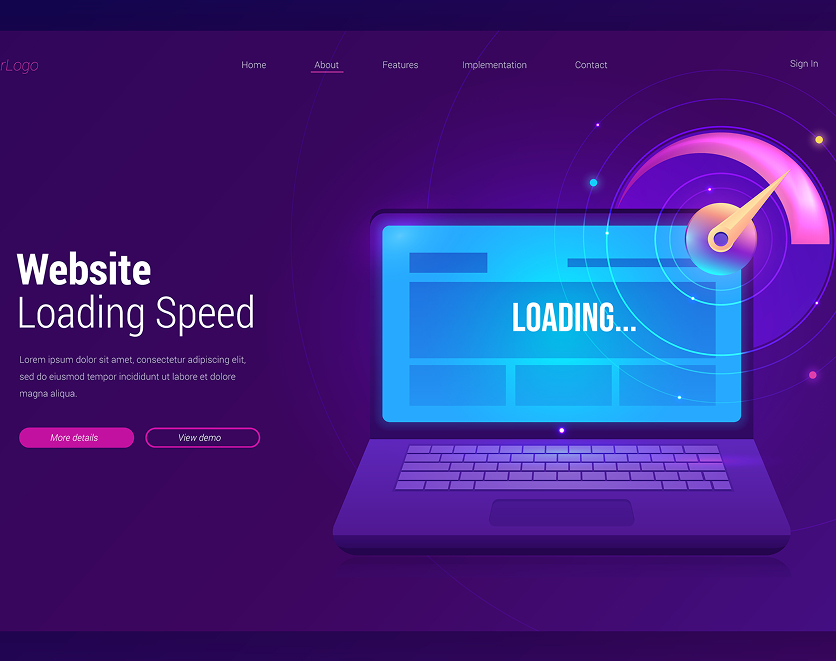 rLogo
Home About Features Implementation Contact Sign In
Website
Loading Speed
Lorem ipsum dolor sit amet, consectetur adipiscing elit,
sed do eiusmod tempor incididunt ut labore et dolore
magna aliqua.
More details View demo
LOADING...